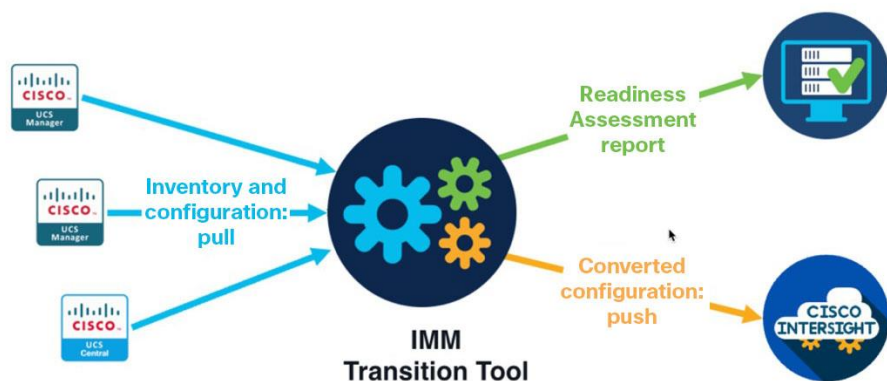 CISCO
UCS
Manager
CISCO
UCS
Manager
CISCO
UCS
Central
Inventory and
configuration:
pull
IMM
Transition Tool
Readiness
Assessment
report
Converted
configuration:
push
CISCO
INTERSIGHT